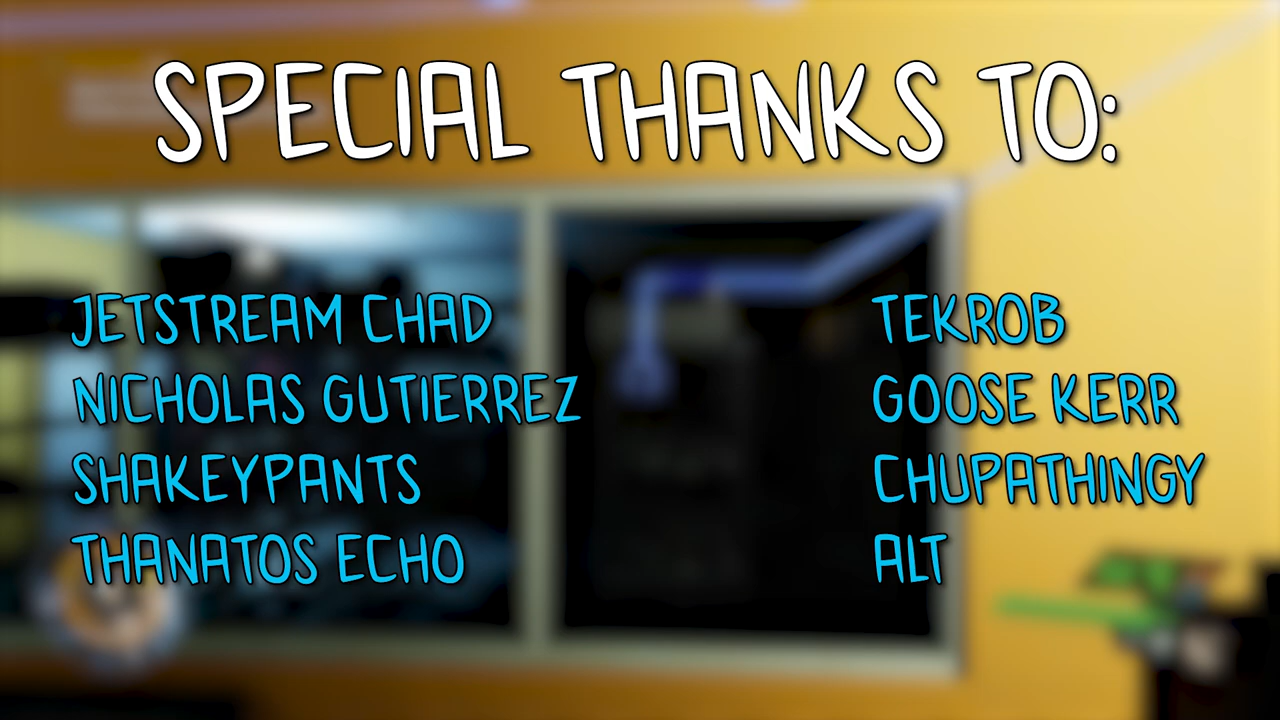 SPECIAL THANKS TO:
JETSTREAM CHAD
NICHOLAS GUTIERREZ
SHAKEYPANTS
THANATOS ECHO
TEKROB
GOOSE KERR
CHUPATHINGY
ALT